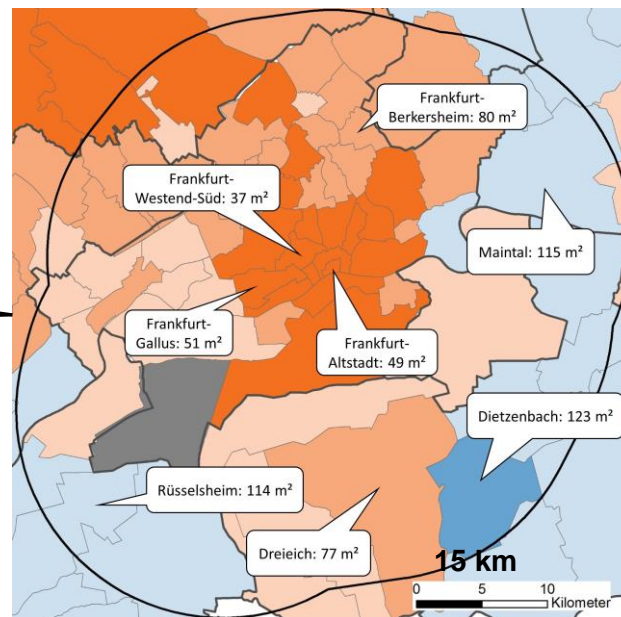 Frankfurt-
Berkersheim: 80 m²
Frankfurt-
Westend-Süd: 37 m²
Maintal: 115 m²
Frankfurt-
Gallus: 51 m²
Frankfurt-
Altstadt: 49 m²
Dietzenbach: 123 m²
Rüsselsheim: 114 m²
Dreieich: 77 m²
15 km
0 5 10
Kilometer